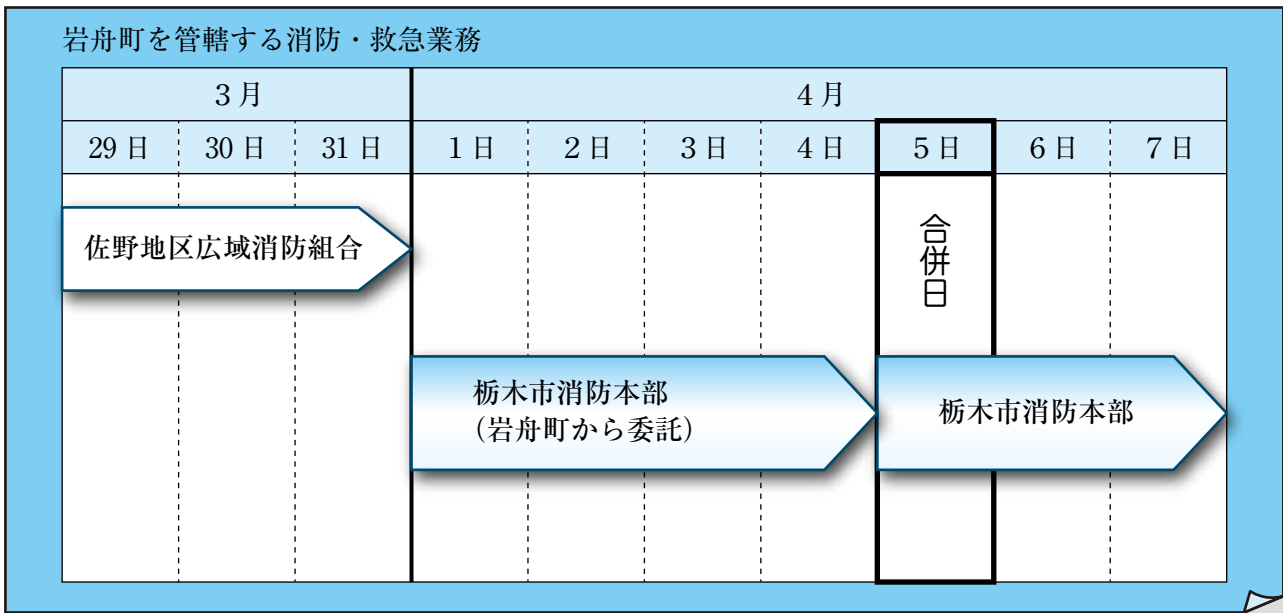 岩舟町を管轄する消防・救急業務
3月
4月
29日
30日
31日
1日
2日
3日
4日
5日
6日
7日
佐野地区広域消防組合
合併日
栃木市消防本部
（岩舟町から委託）
栃木市消防本部